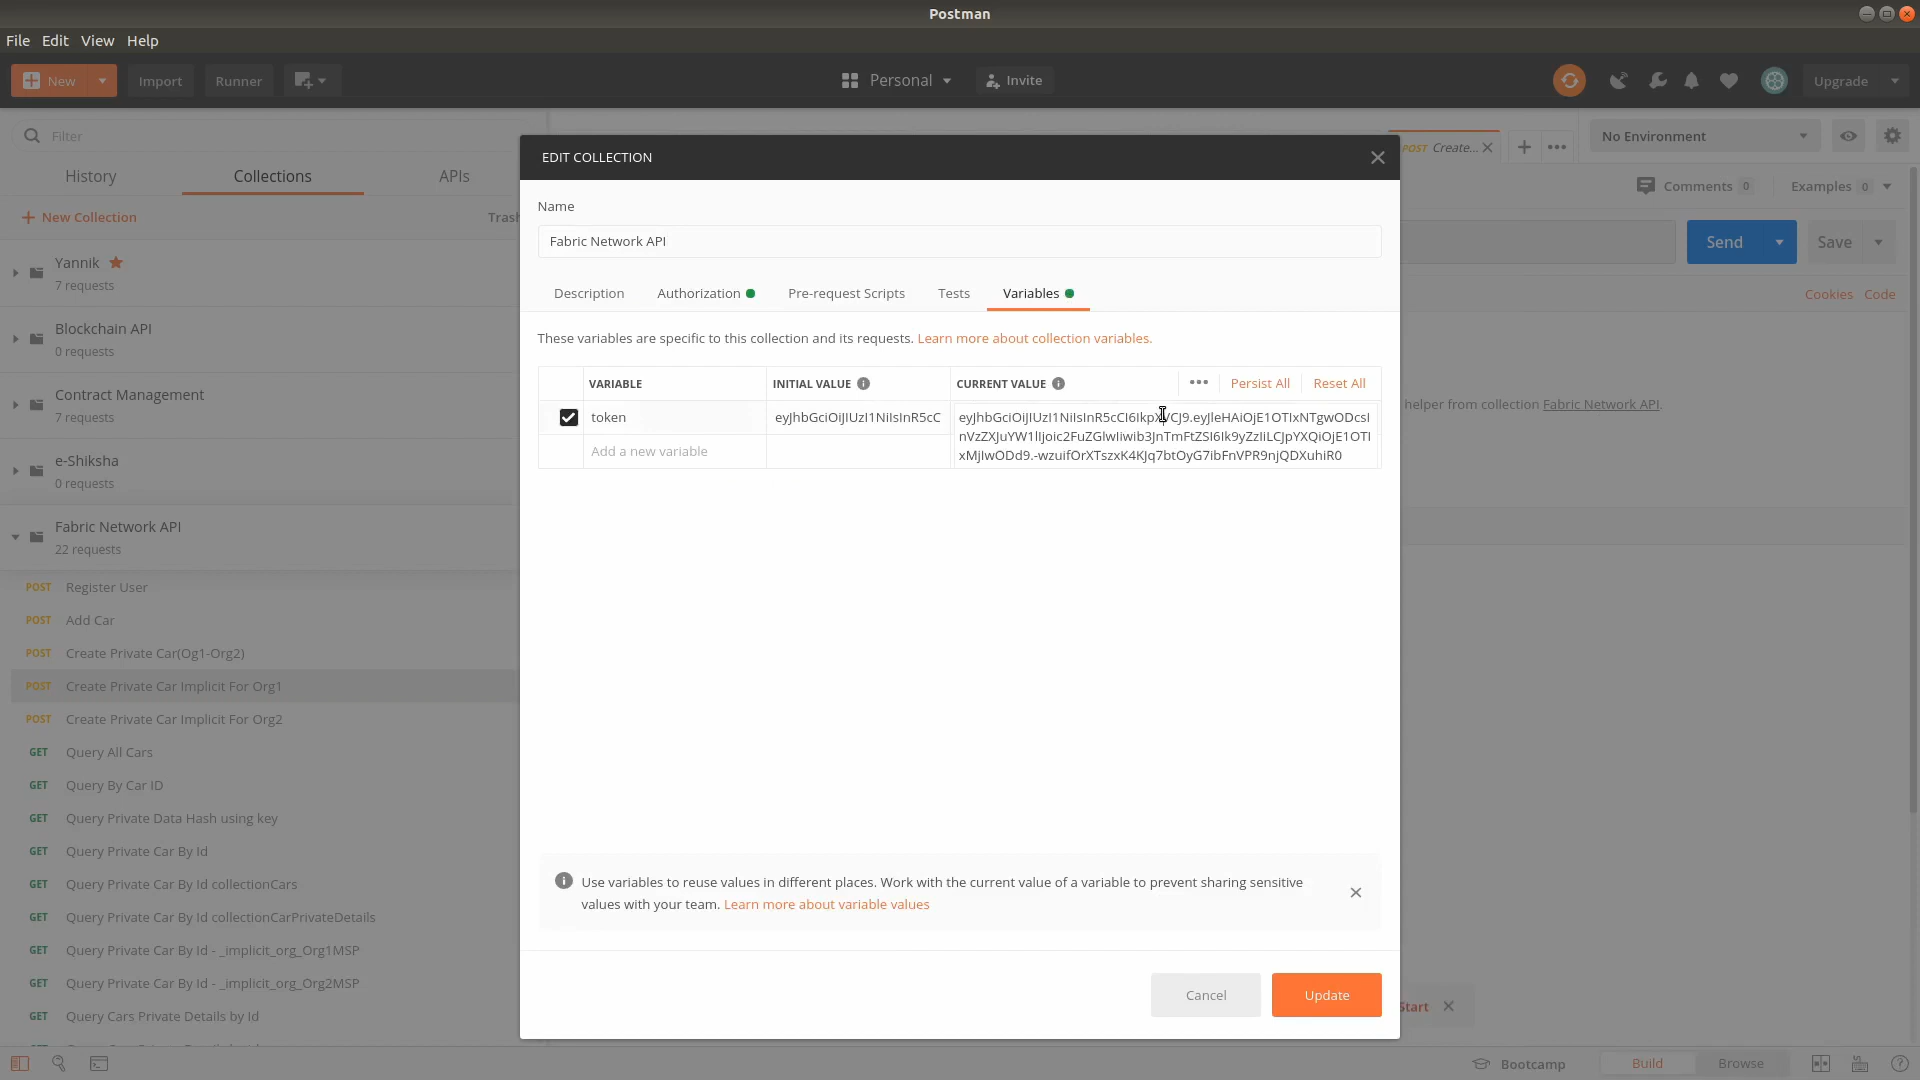 Postman
File Edit View Help
New Import Runner Personal Invite Upgrade
Filter
History Collections APIs
New Collection Trash
Yannik
7 requests
Blockchain API
0 requests
Contract Management
7 requests
e-Shiksha
0 requests
Fabric Network API
22 requests
POST Register User
POST Add Car
POST Create Private Car(Og1-Org2)
POST Create Private Car Implicit For Org1
POST Create Private Car Implicit For Org2
GET Query All Cars
GET Query By Car ID
GET Query Private Data Hash using key
GET Query Private Car By Id
GET Query Private Car By Id collectionCars
GET Query Private Car By Id collectionCarPrivateDetails
GET Query Private Car By Id - _implicit_org_Org1MSP
GET Query Private Car By Id - _implicit_org_Org2MSP
GET Query Cars Private Details by Id
EDIT COLLECTION
Name
Fabric Network API
Description Authorization Pre-request Scripts Tests Variables
These variables are specific to this collection and its requests. Learn more about collection variables.
VARIABLE INITIAL VALUE CURRENT VALUE Persist All Reset All
token
Add a new variable
Use variables to reuse values in different places. Work with the current value of a variable to prevent sharing sensitive
values with your team. Learn more about variable values
Cancel Update
POST Create...
No Environment
Comments 0 Examples 0
Send Save
Cookies Code
helper from collection Fabric Network API.
Start
Bootcamp Build Browse